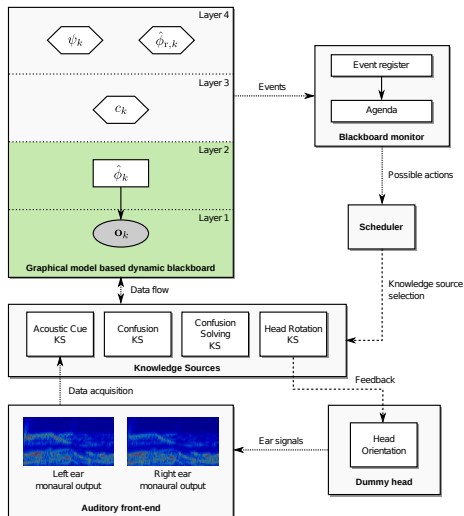 Layer 4
ψ_k
ϕ̂_{r,k}
Layer 3
c_k
Layer 2
ϕ̂_k
Layer 1
o_k
Graphical model based dynamic blackboard
Events
Event register
Agenda
Blackboard monitor
Possible actions
Scheduler
Knowledge source
selection
Data flow
Acoustic Cue
KS
Confusion
KS
Confusion
Solving
KS
Head Rotation
KS
Knowledge Sources
Data acquisition
Feedback
Left ear
monaural output
Right ear
monaural output
Auditory front-end
Ear signals
Head
Orientation
Dummy head